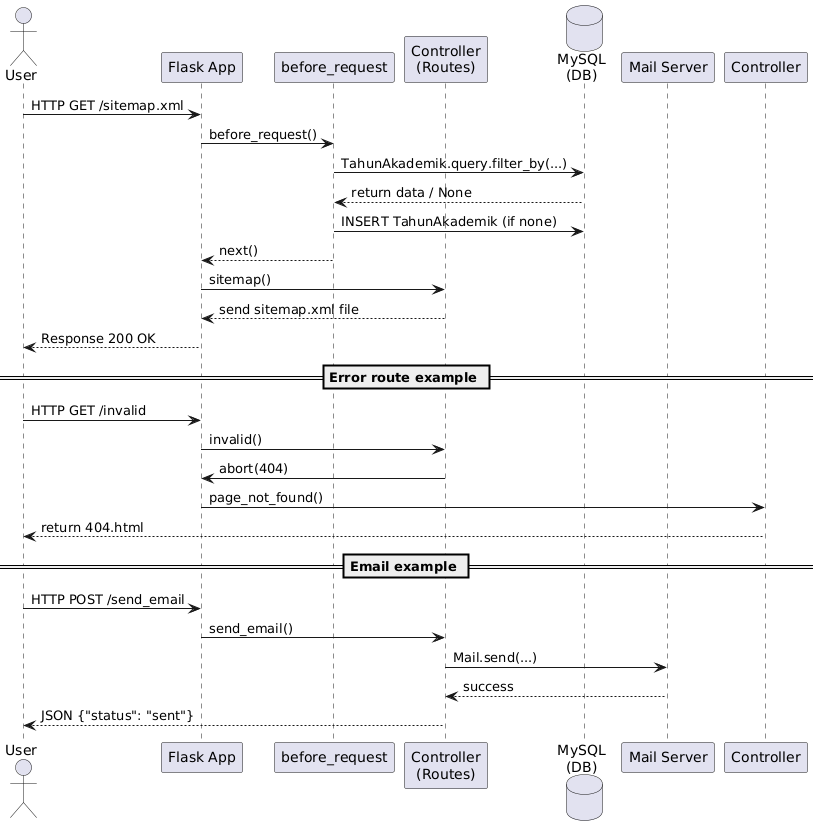 User
Flask App
before_request
Controller
(Routes)
MySQL
(DB)
Mail Server
Controller
HTTP GET /sitemap.xml
before_request()
TahunAkademik.query.filter_by(...)
return data / None
INSERT TahunAkademik (if none)
next()
sitemap()
send sitemap.xml file
Response 200 OK
Error route example
HTTP GET /invalid
invalid()
abort(404)
page_not_found()
return 404.html
Email example
HTTP POST /send_email
send_email()
Mail.send(...)
success
JSON {"status": "sent"}
User
Flask App
before_request
Controller
(Routes)
MySQL
(DB)
Mail Server
Controller